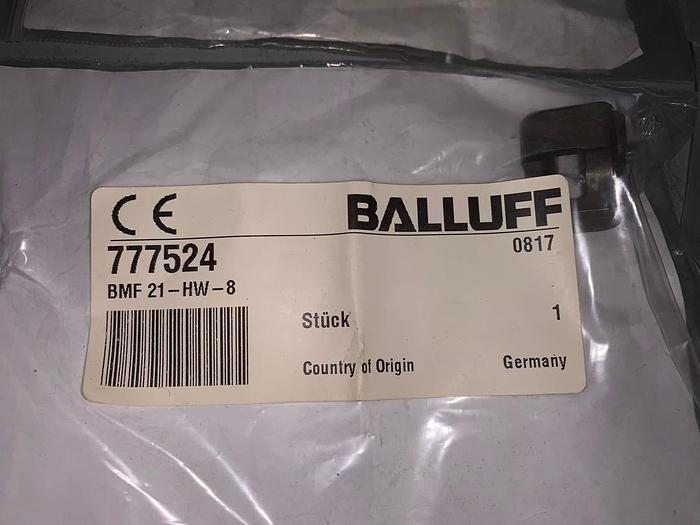 CE BALLUFF
777524 0817
BMF 21-HW-8
Stück 1
Country of Origin Germany